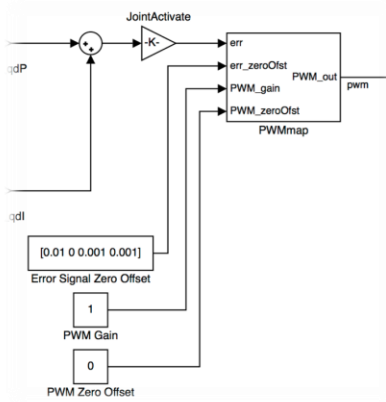 JointActivate
-K-
+
+
qdP
qdI
err
err_zeroOfst
PWM_gain
PWM_zeroOfst
PWM_out
pwm
PWMmap
[0.01 0 0.001 0.001]
Error Signal Zero Offset
1
PWM Gain
0
PWM Zero Offset